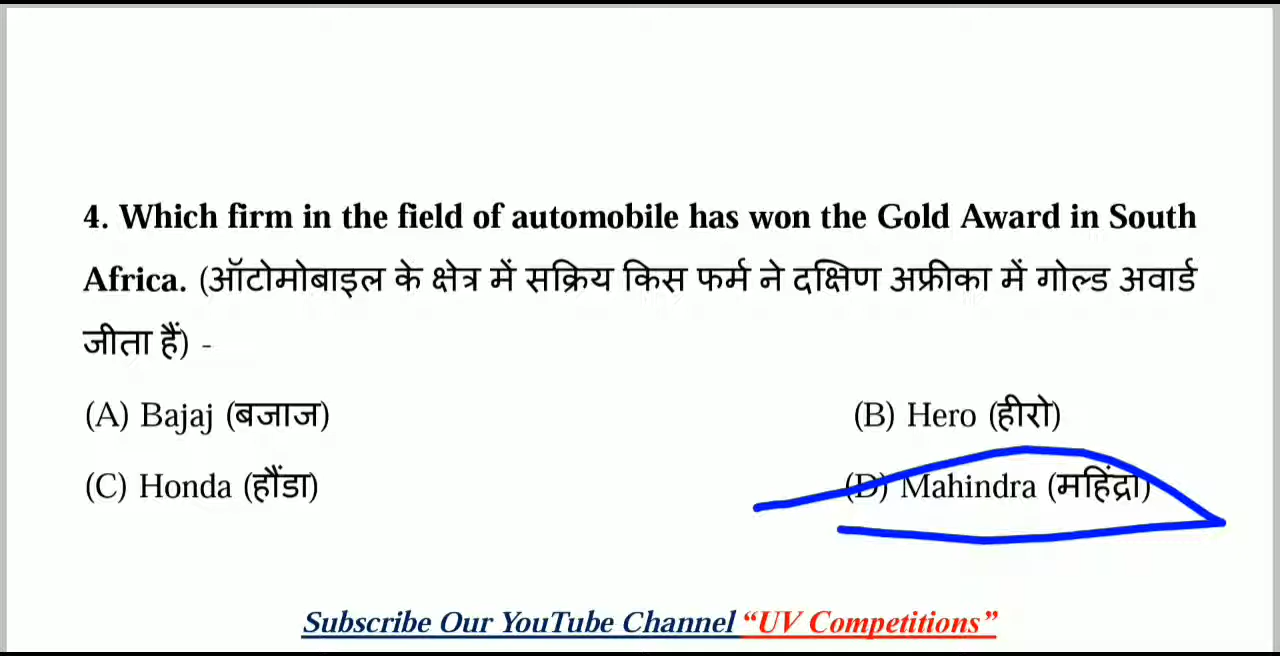 4. Which firm in the field of automobile has won the Gold Award in South
Africa. (ऑटोमोबाइल के क्षेत्र में सक्रिय किस फर्म ने दक्षिण अफ्रीका में गोल्ड अवार्ड
जीता हैं) -
(A) Bajaj (बजाज) (B) Hero (हीरो)
(C) Honda (हौंडा) (D) Mahindra (महिंद्रा)
Subscribe Our YouTube Channel “UV Competitions”